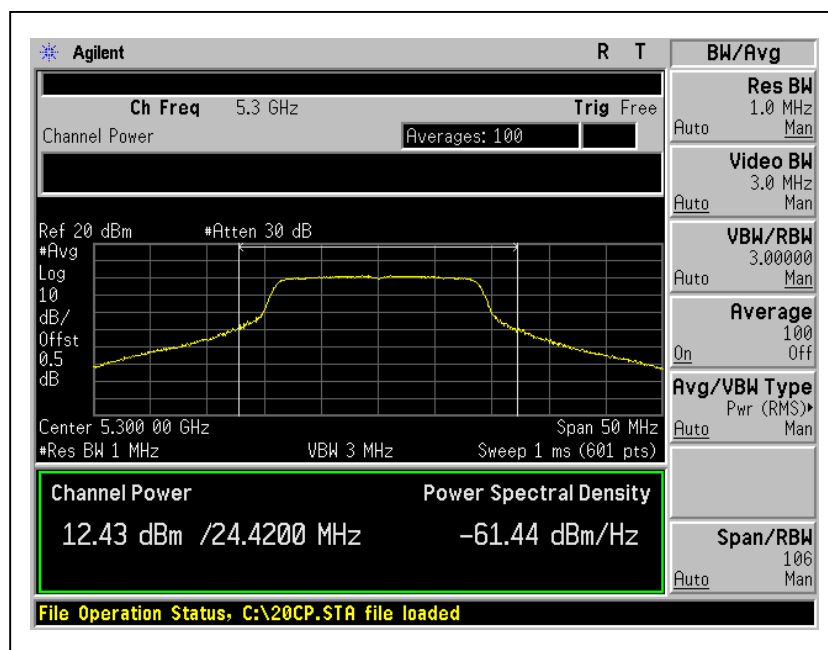 Agilent R T
BW/Avg
Ch Freq 5.3 GHz Trig Free
Channel Power Averages: 100
Ref 20 dBm #Atten 30 dB
#Avg
Log
10
dB/
Offst
0.5
dB
Center 5.300 00 GHz Span 50 MHz
#Res BW 1 MHz VBW 3 MHz Sweep 1 ms (601 pts)
Channel Power Power Spectral Density
12.43 dBm /24.4200 MHz -61.44 dBm/Hz
File Operation Status, C:\20CP.STA file loaded
Res BW
1.0 MHz
Auto Man
Video BW
3.0 MHz
Auto Man
VBW/RBW
3.00000
Auto Man
Average
100
On Off
Avg/VBW Type
Pwr (RMS)▸
Auto Man
Span/RBW
106
Auto Man